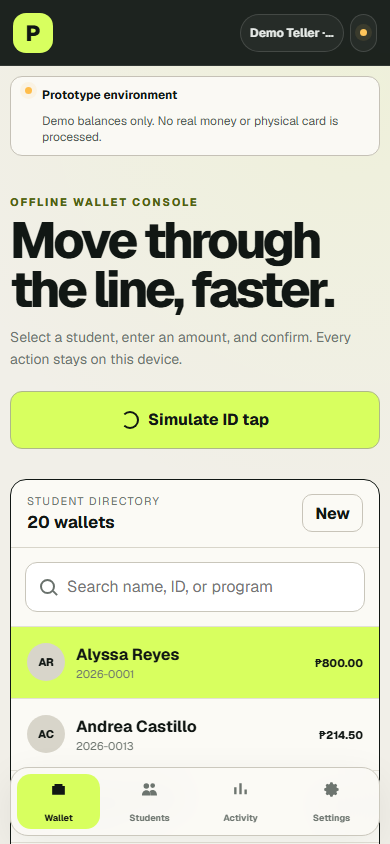 P
Demo Teller ·...
Prototype environment
Demo balances only. No real money or physical card is
processed.
OFFLINE WALLET CONSOLE
Move through
the line, faster.
Select a student, enter an amount, and confirm. Every
action stays on this device.
Simulate ID tap
STUDENT DIRECTORY
20 wallets
New
Search name, ID, or program
AR
Alyssa Reyes
2026-0001
₱800.00
AC
Andrea Castillo
2026-0013
₱214.50
Wallet
Students
Activity
Settings